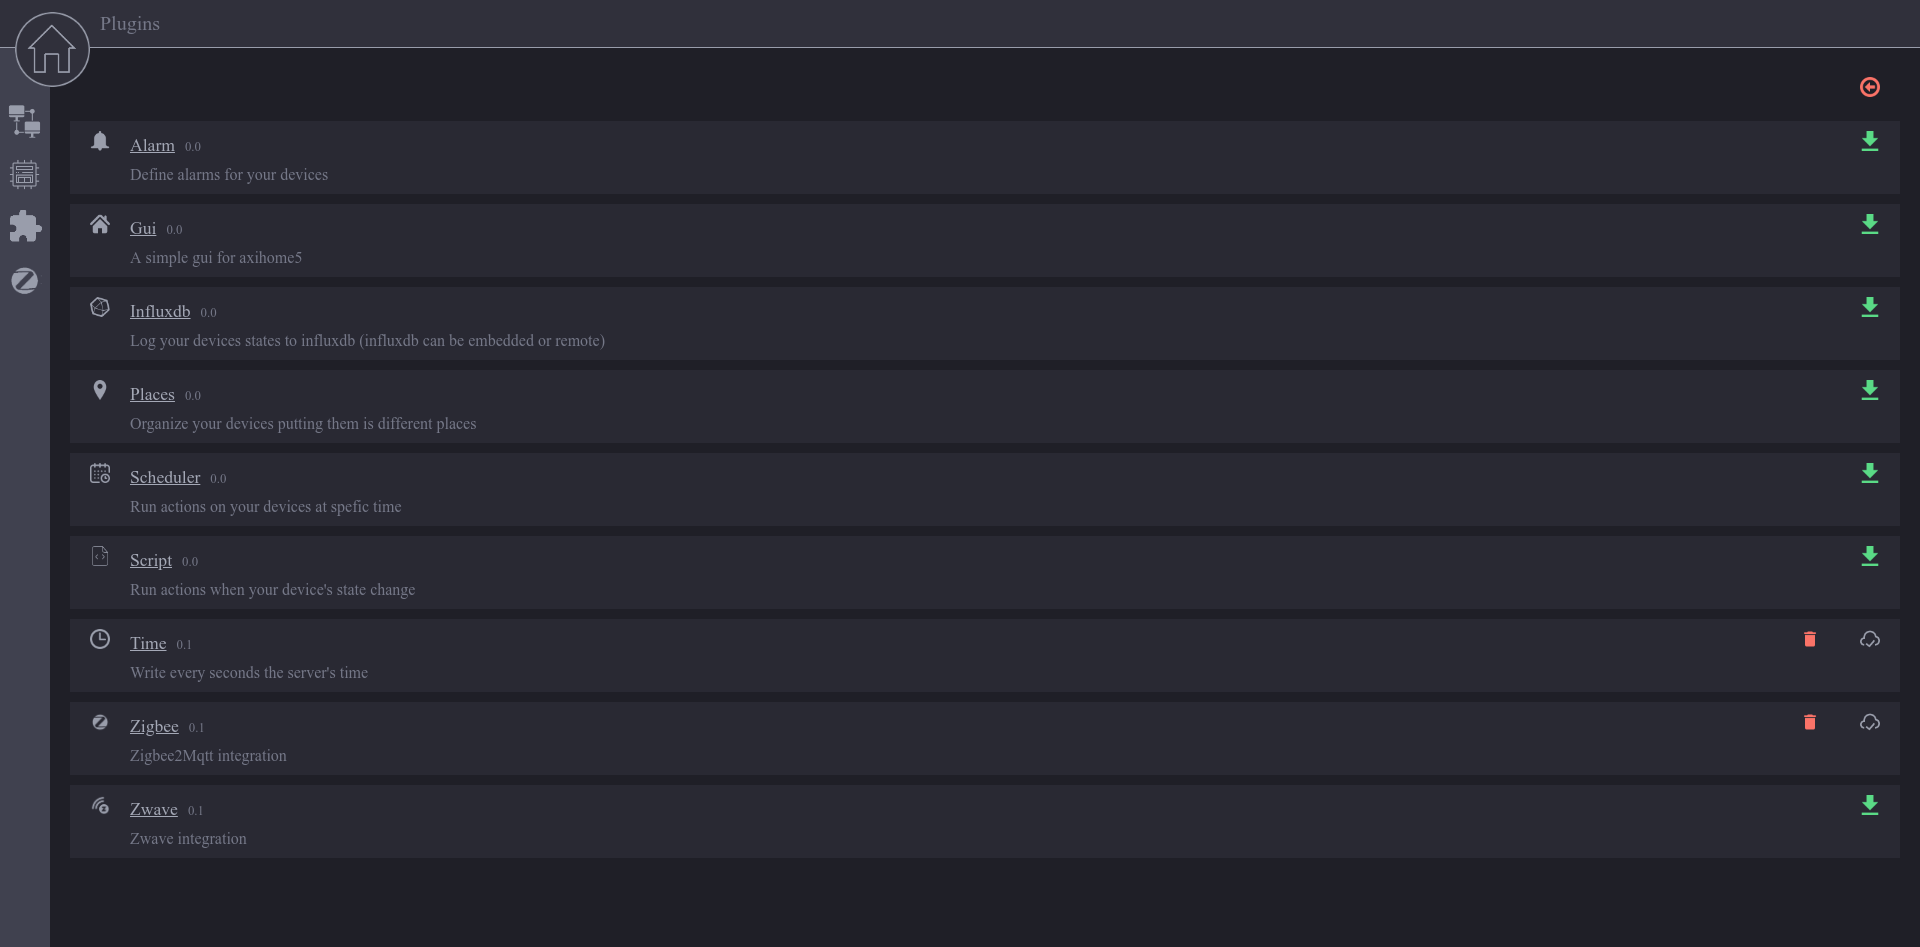 Plugins
Alarm 0.0
Define alarms for your devices
Gui 0.0
A simple gui for axihome5
Influxdb 0.0
Log your devices states to influxdb (influxdb can be embedded or remote)
Places 0.0
Organize your devices putting them is different places
Scheduler 0.0
Run actions on your devices at spefic time
Script 0.0
Run actions when your device's state change
Time 0.1
Write every seconds the server's time
Zigbee 0.1
Zigbee2Mqtt integration
Zwave 0.1
Zwave integration